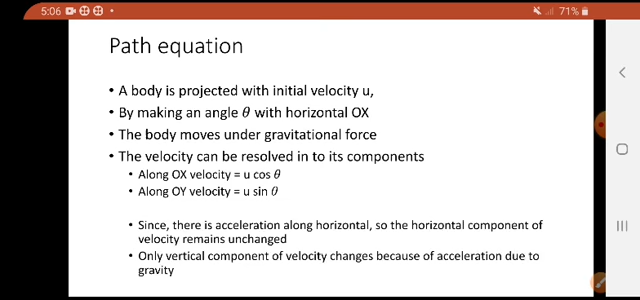 5:06
71%
Path equation
• A body is projected with initial velocity u,
• By making an angle θ with horizontal OX
• The body moves under gravitational force
• The velocity can be resolved in to its components
• Along OX velocity = u cos θ
• Along OY velocity = u sin θ
• Since, there is acceleration along horizontal, so the horizontal component of
velocity remains unchanged
• Only vertical component of velocity changes because of acceleration due to
gravity